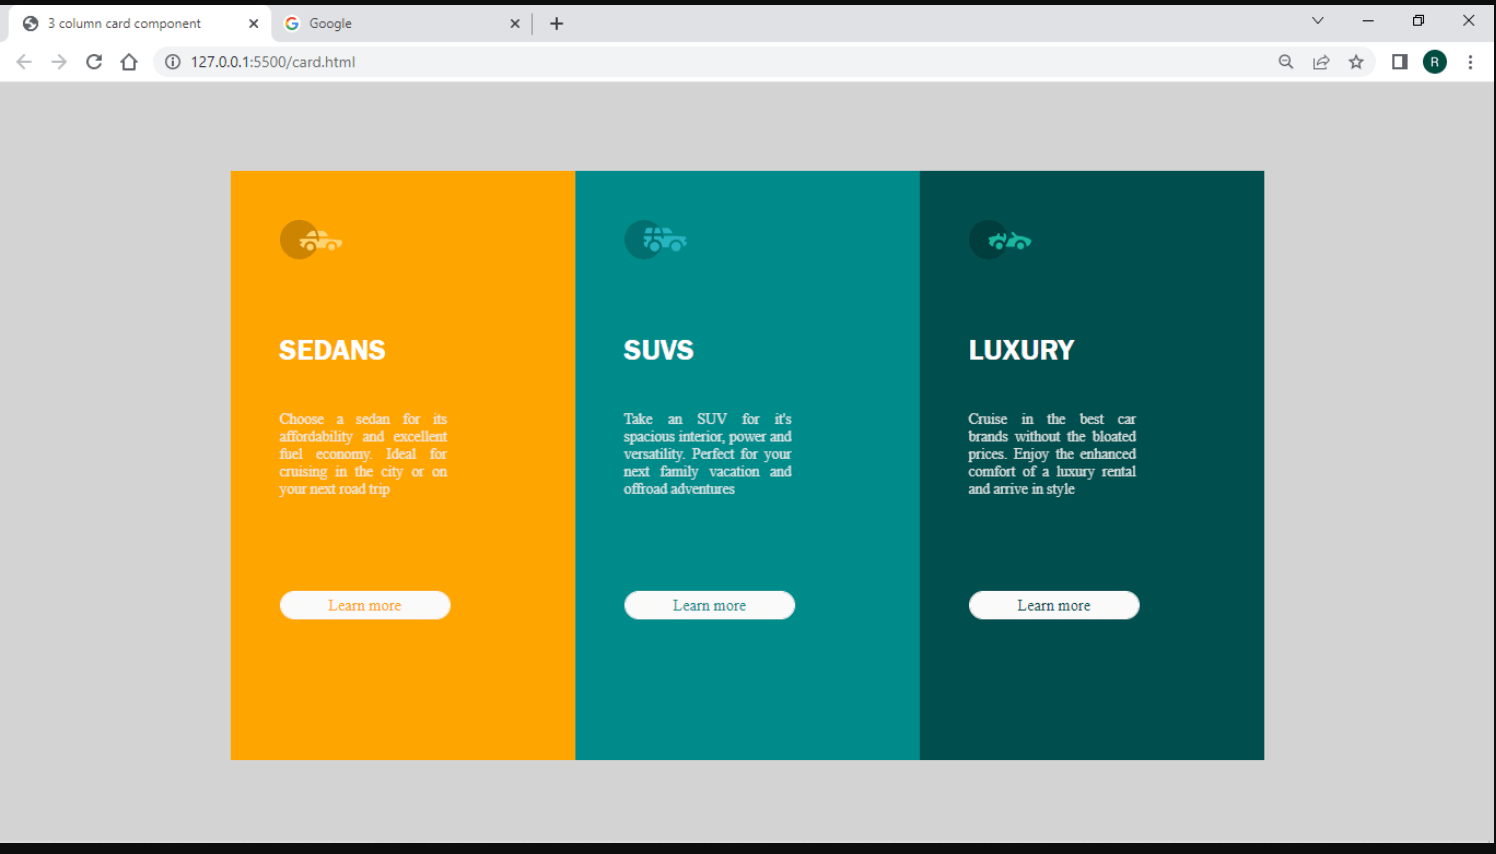 3 column card component
Google
127.0.0.1:5500/card.html
R
SEDANS
Choose a sedan for its
affordability and excellent
fuel economy. Ideal for
cruising in the city or on
your next road trip
Learn more
SUVS
Take an SUV for it's
spacious interior, power and
versatility. Perfect for your
next family vacation and
offroad adventures
Learn more
LUXURY
Cruise in the best car
brands without the bloated
prices. Enjoy the enhanced
comfort of a luxury rental
and arrive in style
Learn more